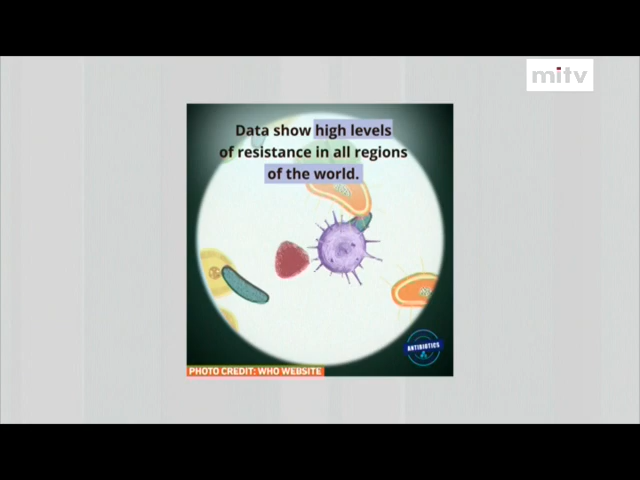 mitv
Data show high levels
of resistance in all regions
of the world.
ANTIBIOTICS
PHOTO CREDIT: WHO WEBSITE